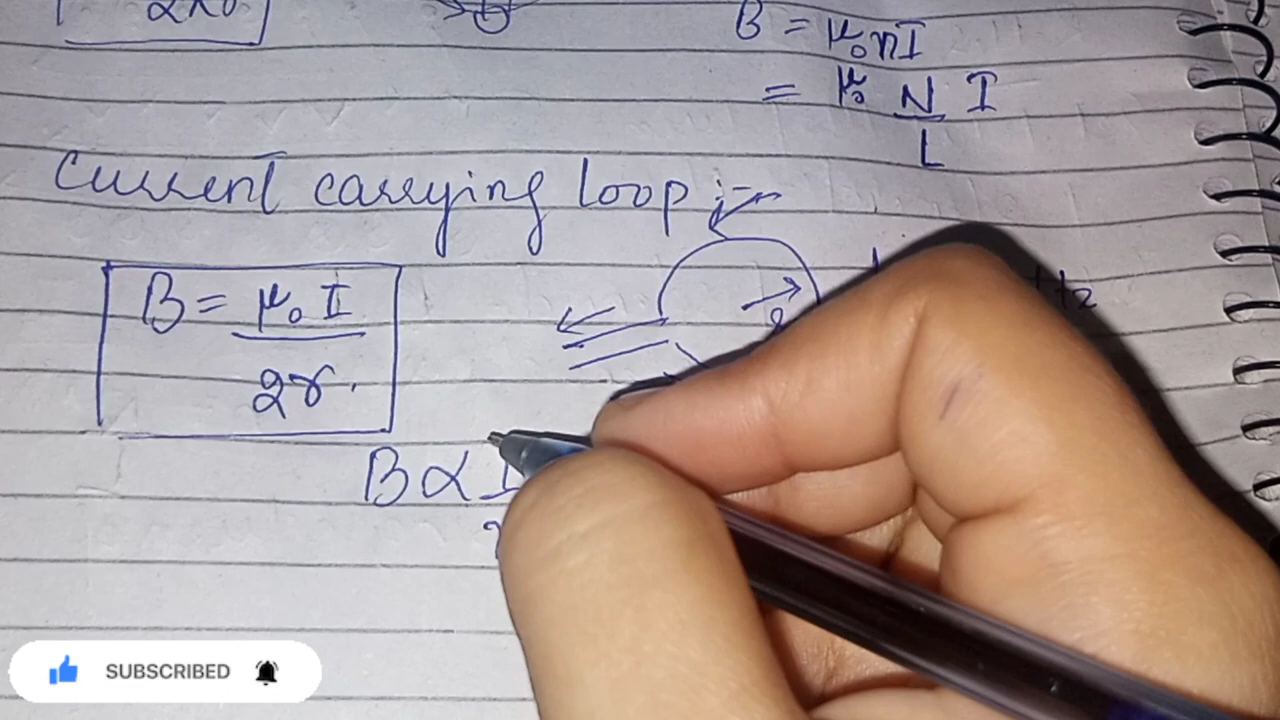 B = μ₀nI
= μ₀ N/L I
Current carrying loop :-
B = μ₀ I
2r.
B ∝ I
SUBSCRIBED